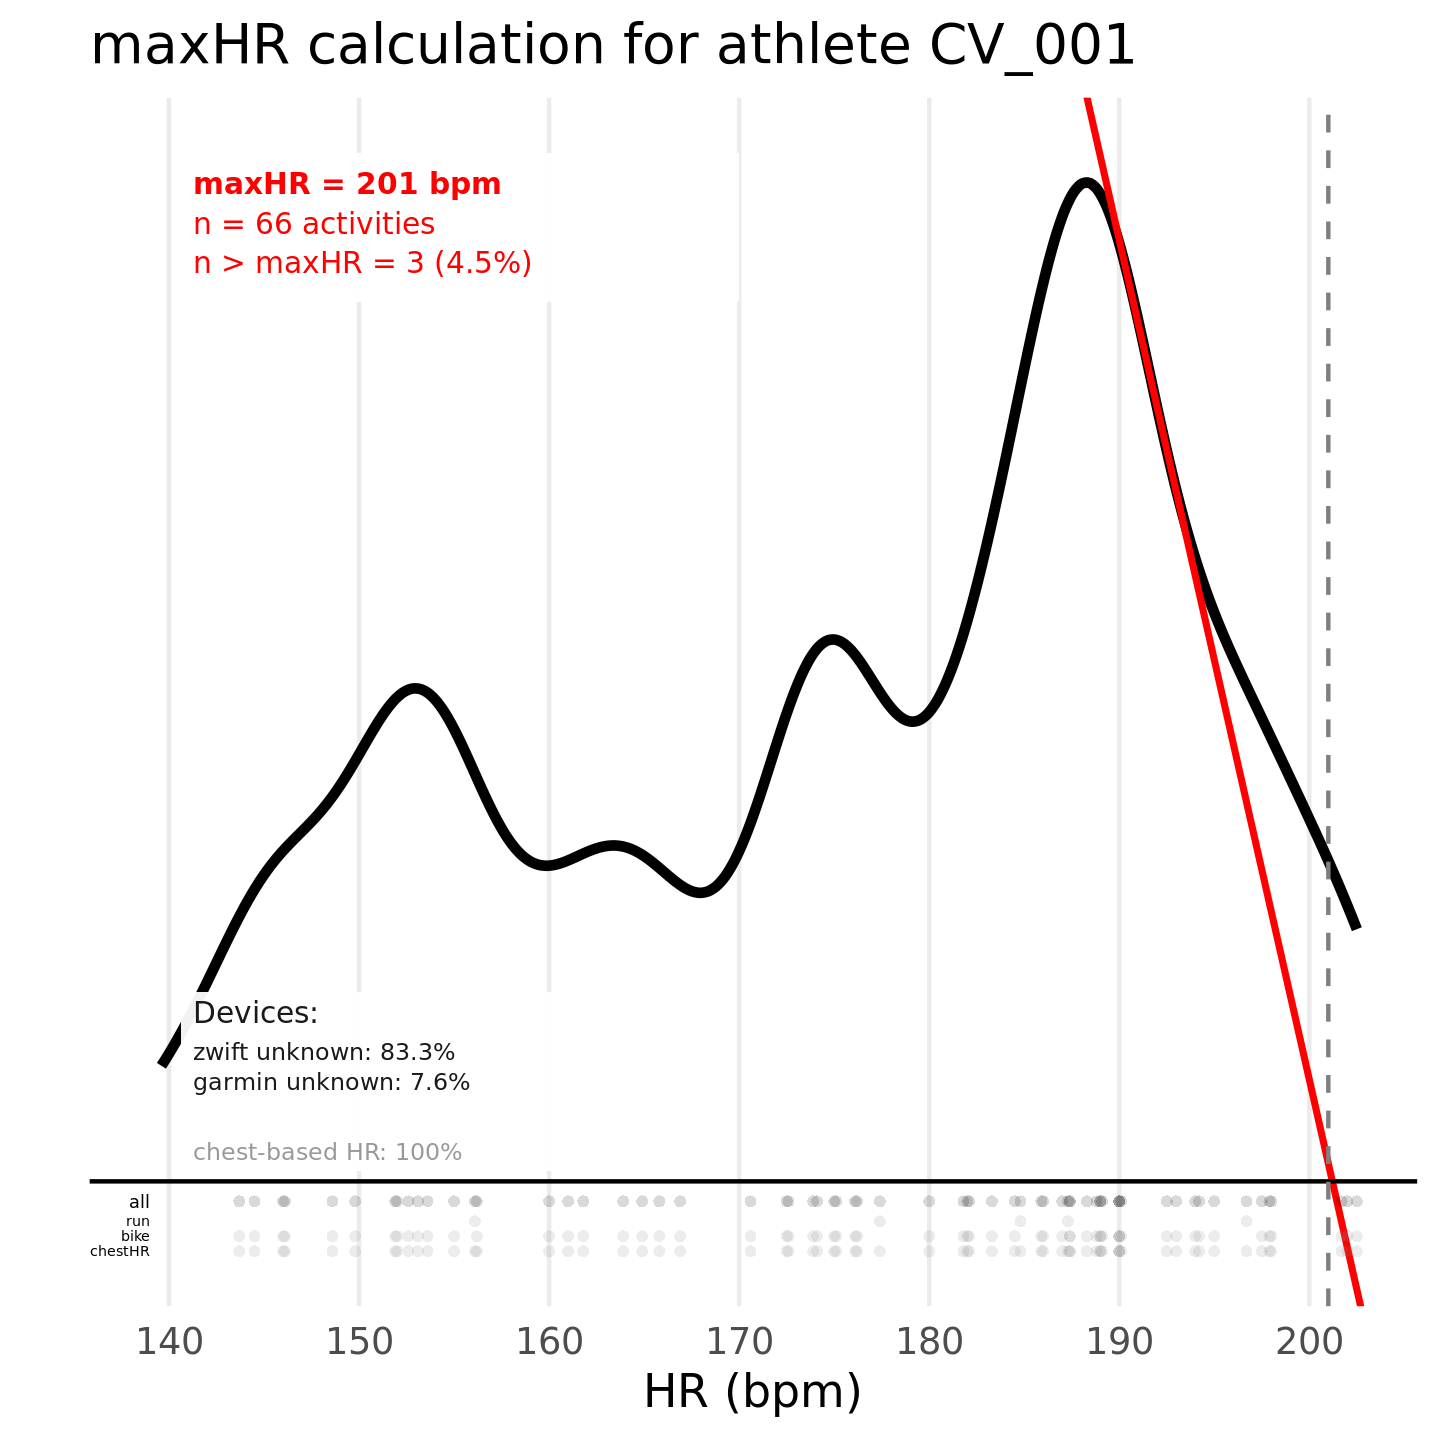 maxHR calculation for athlete CV_001
maxHR = 201 bpm
n = 66 activities
n > maxHR = 3 (4.5%)
Devices:
zwift unknown: 83.3%
garmin unknown: 7.6%
chest-based HR: 100%
all
run
bike
chestHR
140 150 160 170 180 190 200
HR (bpm)